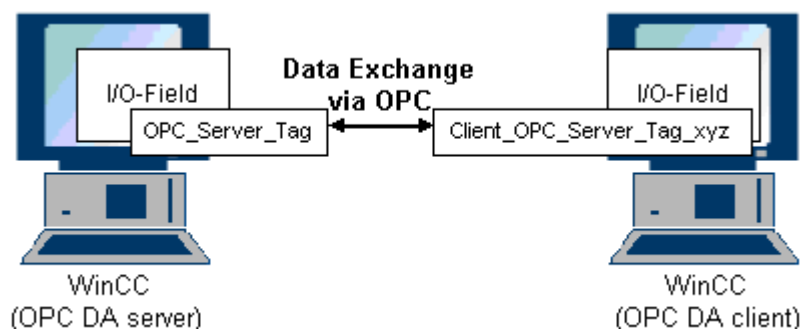 I/O-Field
OPC_Server_Tag
Data Exchange
via OPC
I/O-Field
Client_OPC_Server_Tag_xyz
WinCC
(OPC DA server)
WinCC
(OPC DA client)